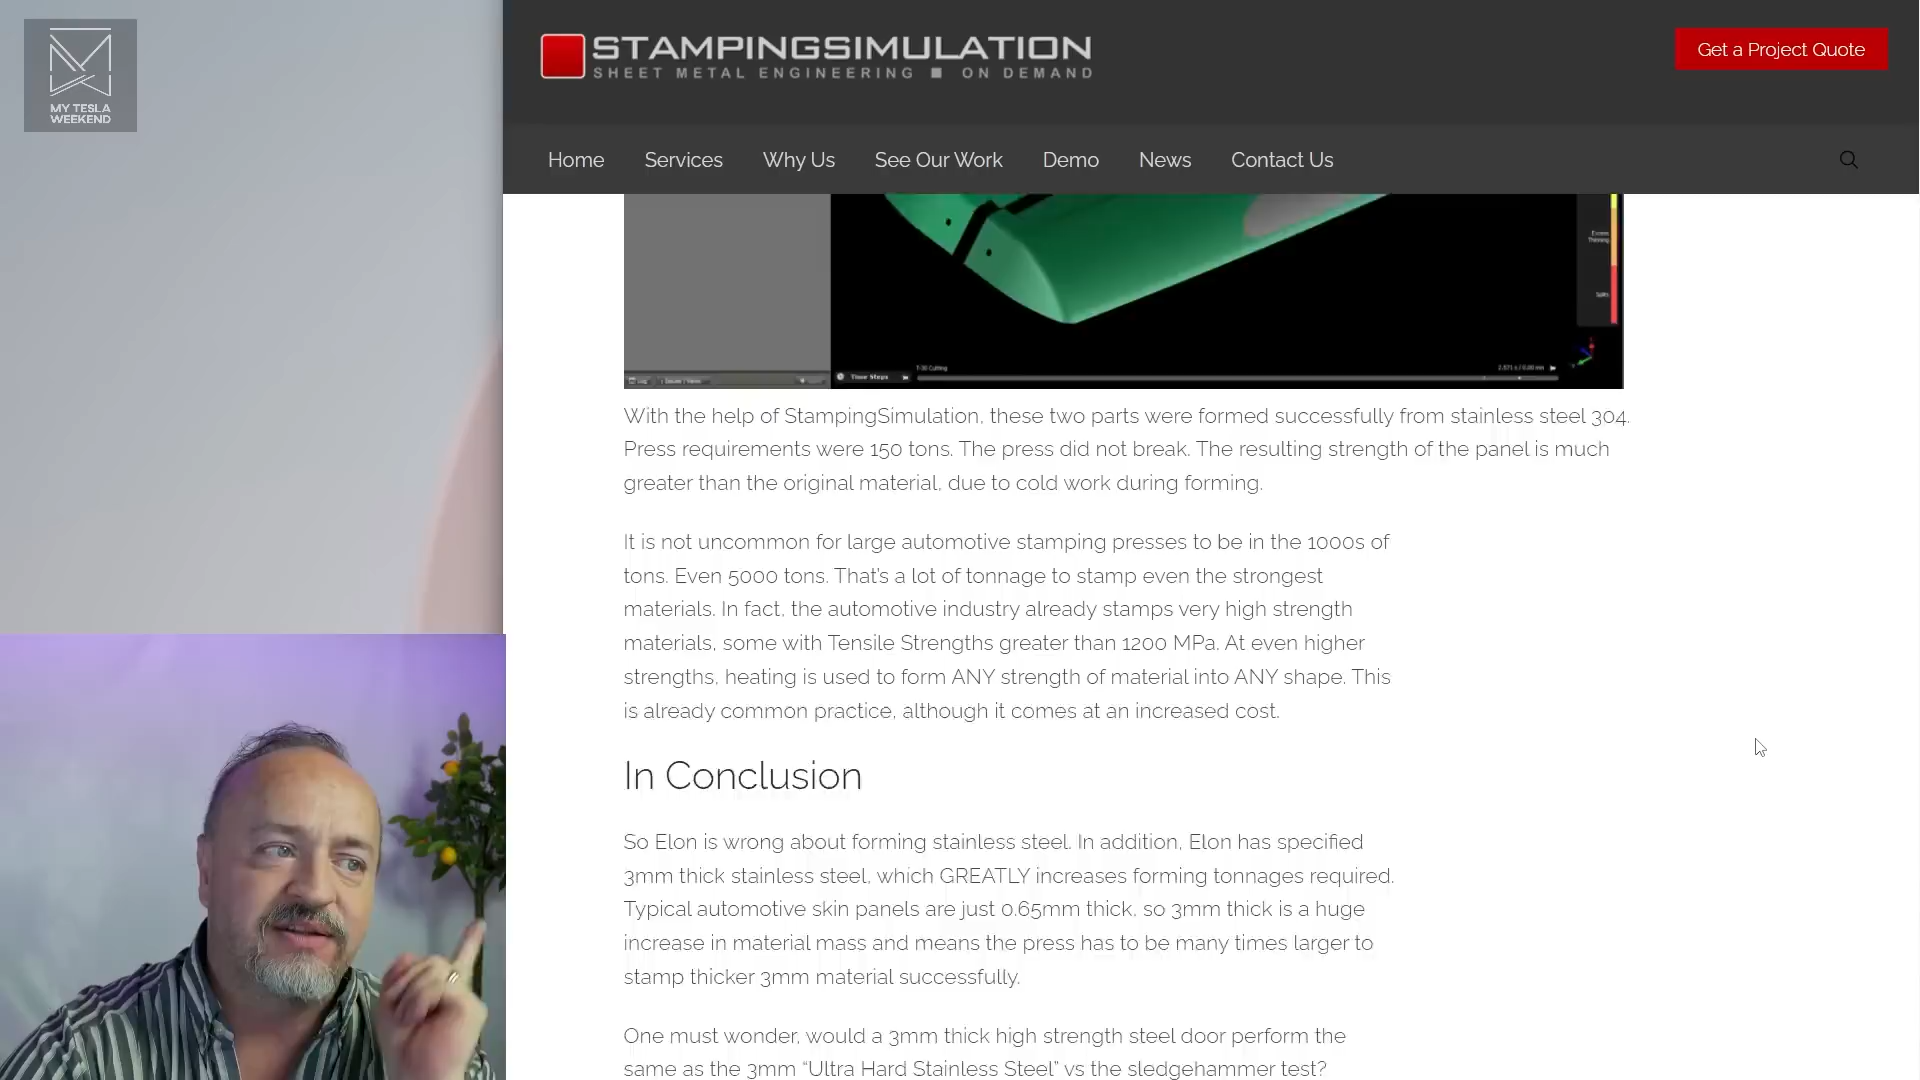 MY TESLA
WEEKEND
STAMPINGSIMULATION
SHEET METAL ENGINEERING ■ ON DEMAND
Get a Project Quote
Home Services Why Us See Our Work Demo News Contact Us
Excess
Thinning
Splits
Time Steps
T-30 Cutting
With the help of StampingSimulation, these two parts were formed successfully from stainless steel 304.
Press requirements were 150 tons. The press did not break. The resulting strength of the panel is much
greater than the original material, due to cold work during forming.
It is not uncommon for large automotive stamping presses to be in the 1000s of
tons. Even 5000 tons. That's a lot of tonnage to stamp even the strongest
materials. In fact, the automotive industry already stamps very high strength
materials, some with Tensile Strengths greater than 1200 MPa. At even higher
strengths, heating is used to form ANY strength of material into ANY shape. This
is already common practice, although it comes at an increased cost.
In Conclusion
So Elon is wrong about forming stainless steel. In addition, Elon has specified
3mm thick stainless steel, which GREATLY increases forming tonnages required.
Typical automotive skin panels are just 0.65mm thick, so 3mm thick is a huge
increase in material mass and means the press has to be many times larger to
stamp thicker 3mm material successfully.
One must wonder, would a 3mm thick high strength steel door perform the
same as the 3mm “Ultra Hard Stainless Steel” vs the sledgehammer test?